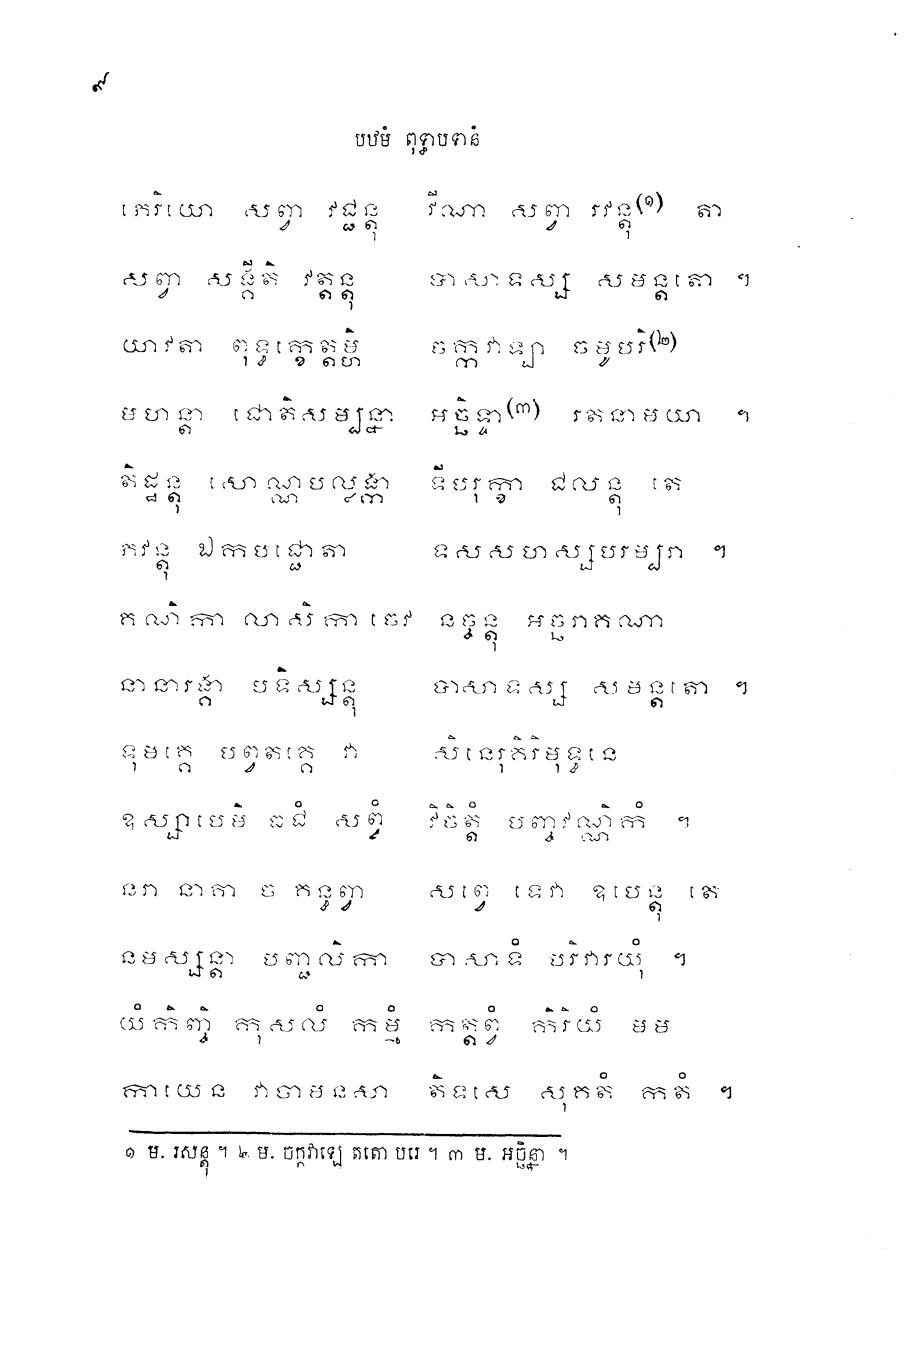 ៩
បឋមំ ពុទ្ធាបទានំ
ភេរិយោ សព្វា វជ្ជន្តុ វីណា សព្វា រវន្តុ(១) តា
សព្វា សង្គីតិ វត្តន្តុ ចាសាទស្ស សមន្តតោ ។
យាវតា ពុទ្ធក្ខេត្តម្ហិ ចក្កវាឡា ចមូបរិ(២)
មហន្តា ជោតិសម្បន្នា អច្ឆិទ្ទា(៣) រតនាមយា ។
តិដ្ឋន្តុ សោណ្ណបល្លង្កា ទីបរុក្ខា ជលន្តុ តេ
ភវន្តុ ឯកបជ្ជោតា ទសសហស្សបរម្បរា ។
គណិកា លាសិកា ចេវ នច្ចន្តុ អច្ឆរាគណា
នានារង្គា បទិស្សន្តុ ចាសាទស្ស សមន្តតោ ។
ទុមគ្គេ បព្វតគ្គេ វា សិនេរុគិរិមុទ្ធនេ
ឧស្សាបេមិ ធជំ សព្វំ វិចិត្តំ បញ្ចវណ្ណិកំ ។
នរា នាគា ច គន្ធព្វា សព្វេ ទេវា ឧបេន្តុ តេ
នមស្សន្តា បញ្ជលិកា ចាសាទំ បរិវារយុំ ។
យំកិញ្ចិ កុសលំ កម្មំ កត្តព្វំ កិរិយំ មម
កាយេន វាចាមនសា តិទសេ សុកតំ កតំ ។
១ ម. រសន្តុ ។ ២ ម. ចក្កវាឡេ តតោ បរេ ។ ៣ ម. អច្ឆិន្នា ។